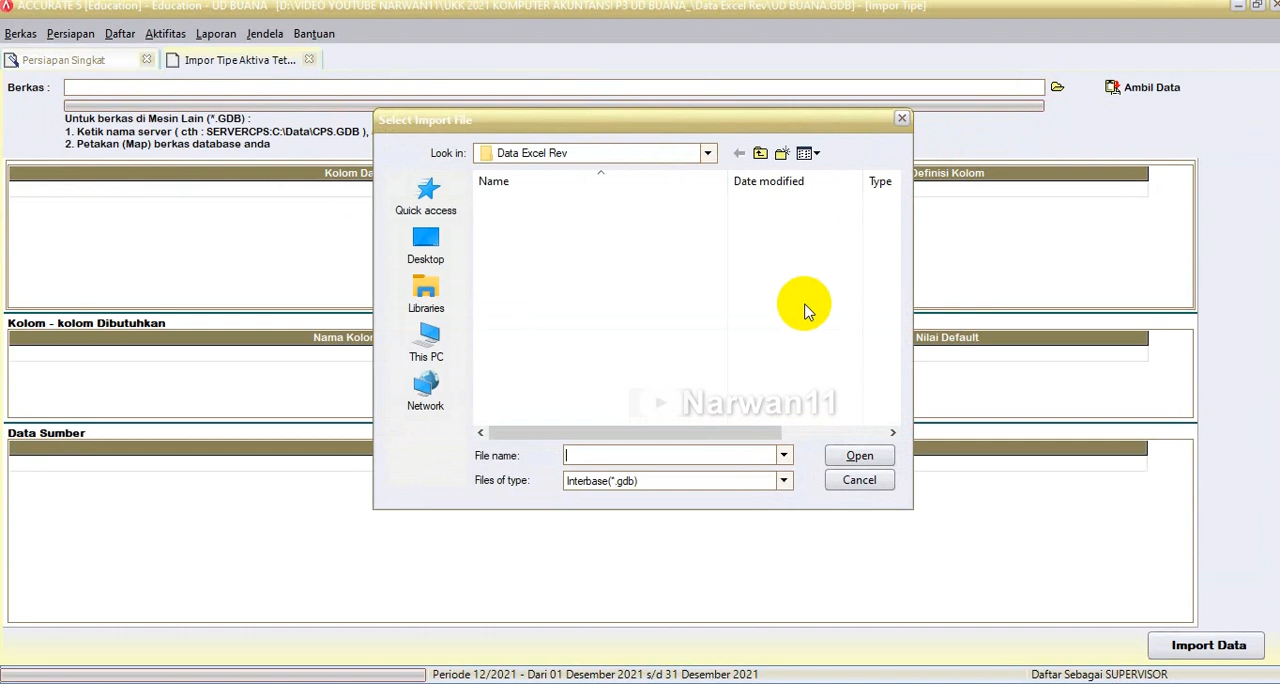 ACCURATE 5 [Education] - Education - UD BUANA [D:\VIDEO YOUTUBE NARWAN11\UKK 2021 KOMPUTER AKUNTANSI P3 UD BUANA_\Data Excel Rev\UD BUANA.GDB] - [Impor Tipe]
Berkas Persiapan Daftar Aktifitas Laporan Jendela Bantuan
Persiapan Singkat Impor Tipe Aktiva Tet...
Berkas : Ambil Data
Untuk berkas di Mesin Lain (*.GDB) :
1. Ketik nama server ( cth : SERVERCPS:C:\Data\CPS.GDB ),
2. Petakan (Map) berkas database anda
Kolom Da
Definisi Kolom
Kolom - kolom Dibutuhkan
Nama Kolo
Nilai Default
Data Sumber
Select Import File
Look in: Data Excel Rev
Name Date modified Type
Quick access
Desktop
Libraries
This PC
Network
Narwan11
File name: Open
Files of type: Interbase(*.gdb) Cancel
Import Data
Periode 12/2021 - Dari 01 Desember 2021 s/d 31 Desember 2021 Daftar Sebagai SUPERVISOR